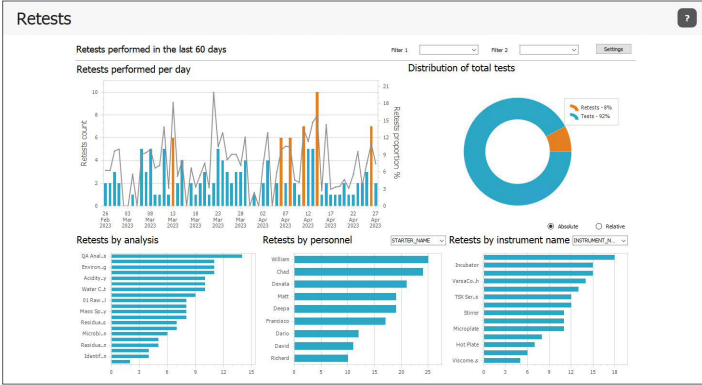 Retests
?
Retests performed in the last 60 days
Filter 1
Filter 2
Settings
Retests performed per day
Distribution of total tests
Retests count
10
8
6
4
2
0
21
18
15
12
9
6
3
0
Retests proportion %
26 Feb 2023
03 Mar 2023
08 Mar 2023
13 Mar 2023
18 Mar 2023
23 Mar 2023
28 Mar 2023
02 Apr 2023
07 Apr 2023
12 Apr 2023
17 Apr 2023
22 Apr 2023
27 Apr 2023
Retests - 8%
Tests - 92%
Absolute
Relative
Retests by analysis
QA Anal..s
Environ..g
Acidity..y
Water C..t
01 Raw ..l
Mass Sp..y
Residua..s
Microbi..n
Residua..n
Identif..n
0 3 6 9 12 15
Retests by personnel
STARTER_NAME
William
Chad
Davata
Matt
Deepa
Francisco
Dario
David
Richard
0 5 10 15 20 25
Retests by instrument name
INSTRUMENT_N...
Incubator
VarsaCo..h
TSX Ser..s
Stirrer
Microplate
Hot Plate
Viscome..s
0 3 6 9 12 15 18